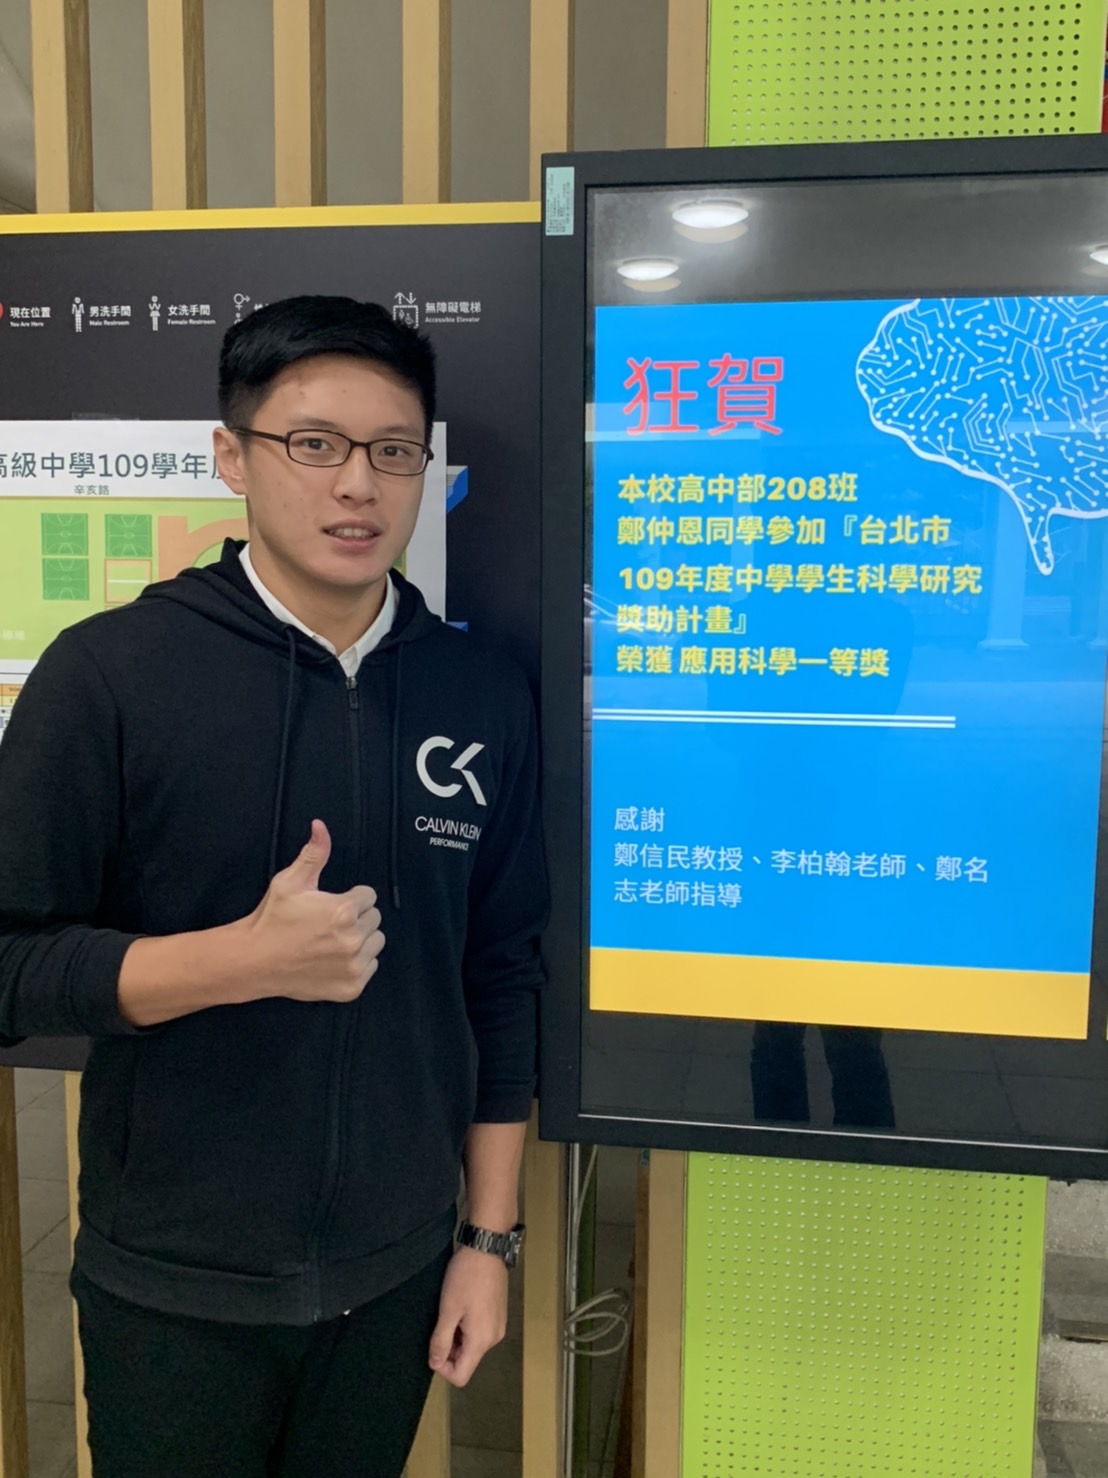 現在位置
You Are Here
男洗手間
Male Restroom
女洗手間
Female Restroom
無障礙電梯
Accessible Elevator
高級中學109學年度
辛亥路
CK
CALVIN KLEIN
PERFORMANCE
狂賀
本校高中部208班
鄭仲恩同學參加『台北市
109年度中學學生科學研究
獎助計畫』
榮獲 應用科學一等獎
感謝
鄭信民教授、李柏翰老師、鄭名
志老師指導